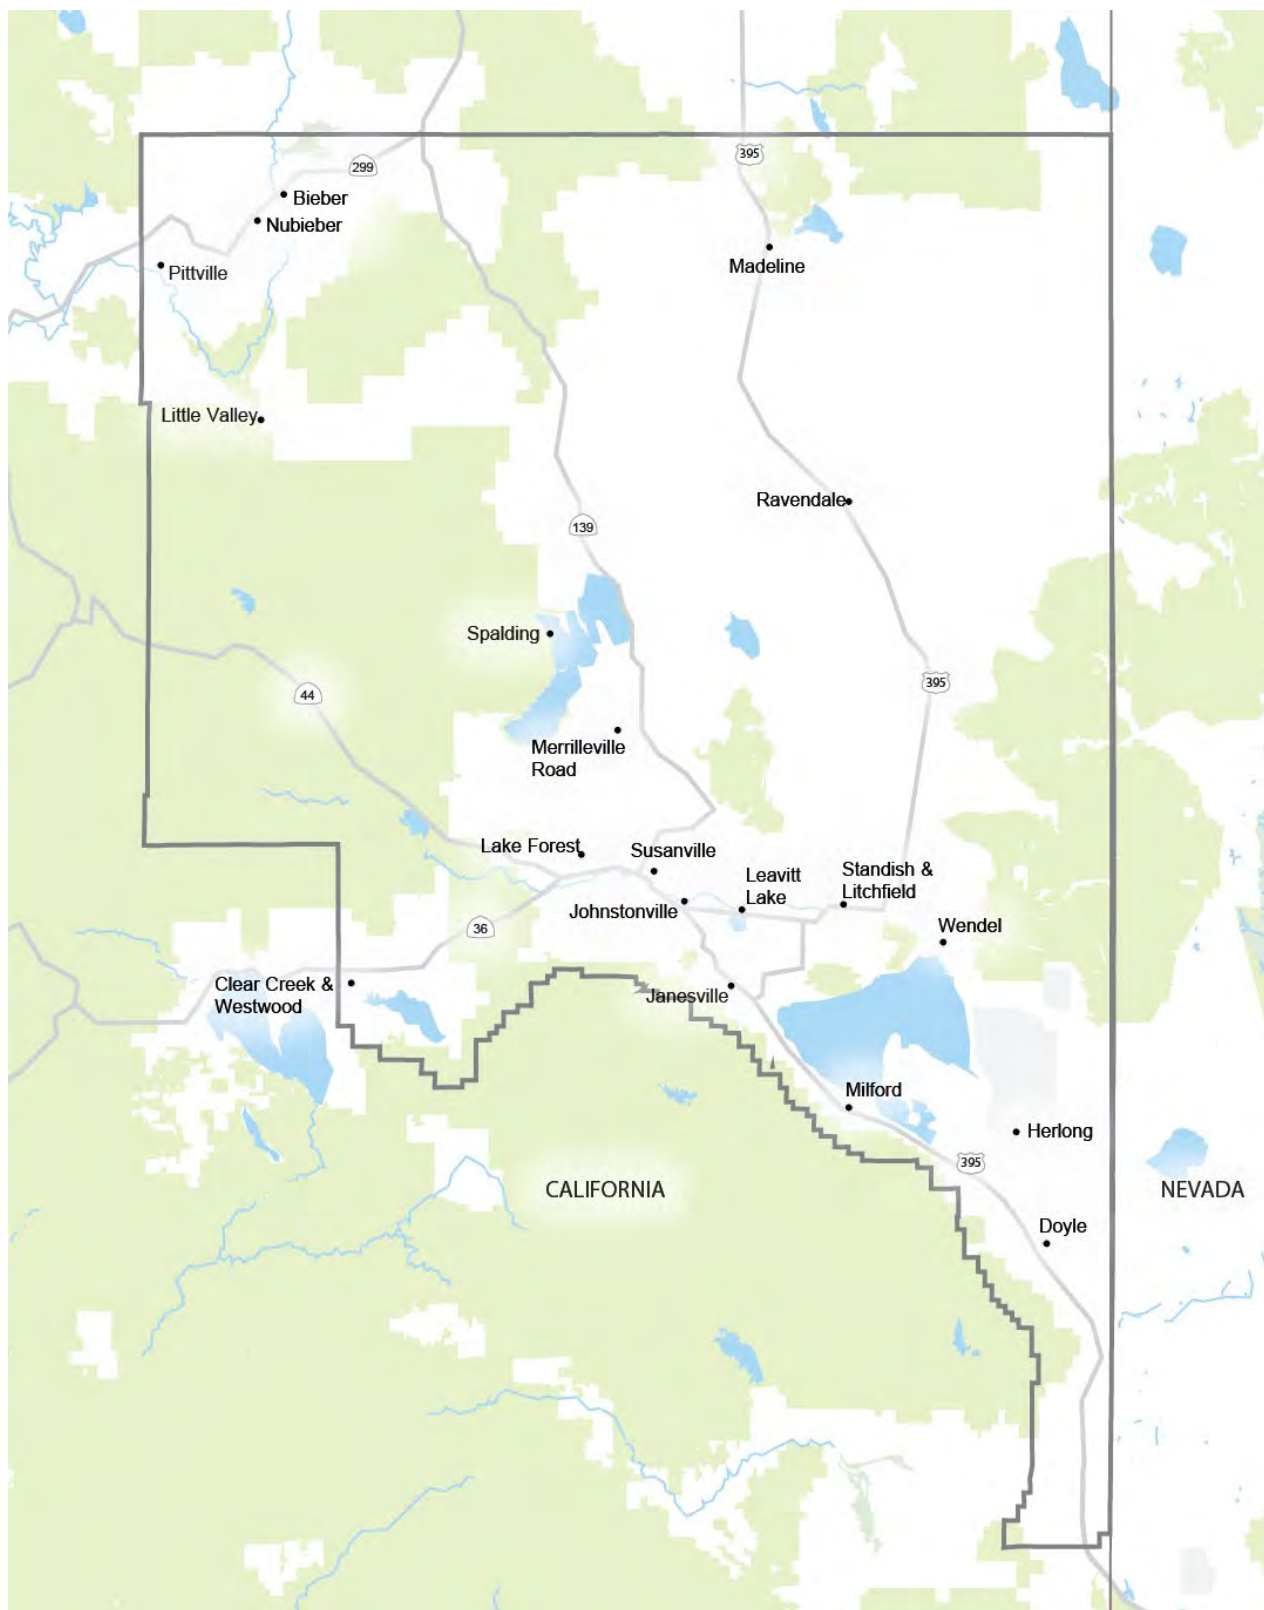 395
299
Bieber
Nubieber
Pittville
Madeline
Little Valley
Ravendale
139
Spalding
395
44
Merrilleville
Road
Lake Forest
Susanville
Leavitt
Lake
Standish &
Litchfield
Johnstonville
36
Wendel
Clear Creek &
Westwood
Janesville
Milford
Herlong
395
CALIFORNIA
NEVADA
Doyle